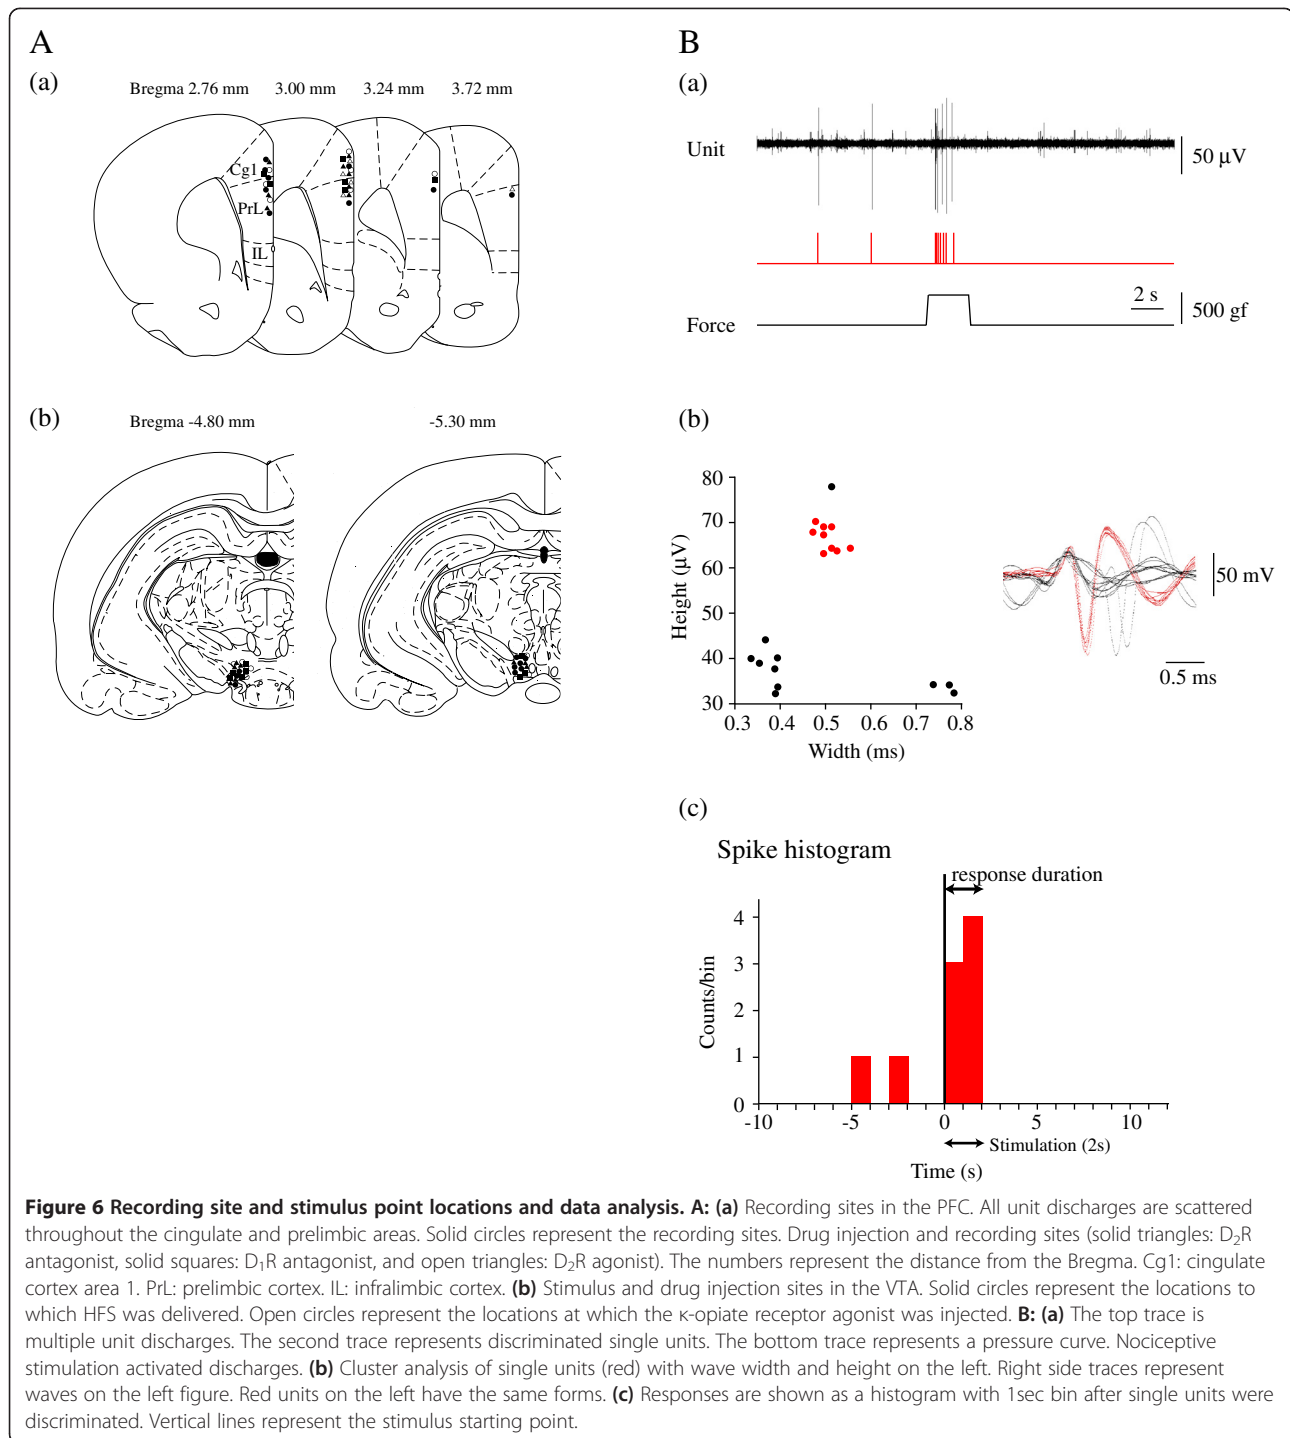 A
(a)
Bregma 2.76 mm 3.00 mm 3.24 mm 3.72 mm
Cg1
PrL
IL
(b)
Bregma -4.80 mm -5.30 mm
B
(a)
Unit
50 μV
2 s
500 gf
Force
(b)
80
70
60
50
40
30
Height (μV)
0.3 0.4 0.5 0.6 0.7 0.8
Width (ms)
50 mV
0.5 ms
(c)
Spike histogram
response duration
4
3
2
1
0
Counts/bin
-10 -5 0 5 10
Stimulation (2s)
Time (s)
Figure 6 Recording site and stimulus point locations and data analysis. A: (a) Recording sites in the PFC. All unit discharges are scattered
throughout the cingulate and prelimbic areas. Solid circles represent the recording sites. Drug injection and recording sites (solid triangles: D₂R
antagonist, solid squares: D₁R antagonist, and open triangles: D₂R agonist). The numbers represent the distance from the Bregma. Cg1: cingulate
cortex area 1. PrL: prelimbic cortex. IL: infralimbic cortex. (b) Stimulus and drug injection sites in the VTA. Solid circles represent the locations to
which HFS was delivered. Open circles represent the locations at which the κ-opiate receptor agonist was injected. B: (a) The top trace is
multiple unit discharges. The second trace represents discriminated single units. The bottom trace represents a pressure curve. Nociceptive
stimulation activated discharges. (b) Cluster analysis of single units (red) with wave width and height on the left. Right side traces represent
waves on the left figure. Red units on the left have the same forms. (c) Responses are shown as a histogram with 1sec bin after single units were
discriminated. Vertical lines represent the stimulus starting point.